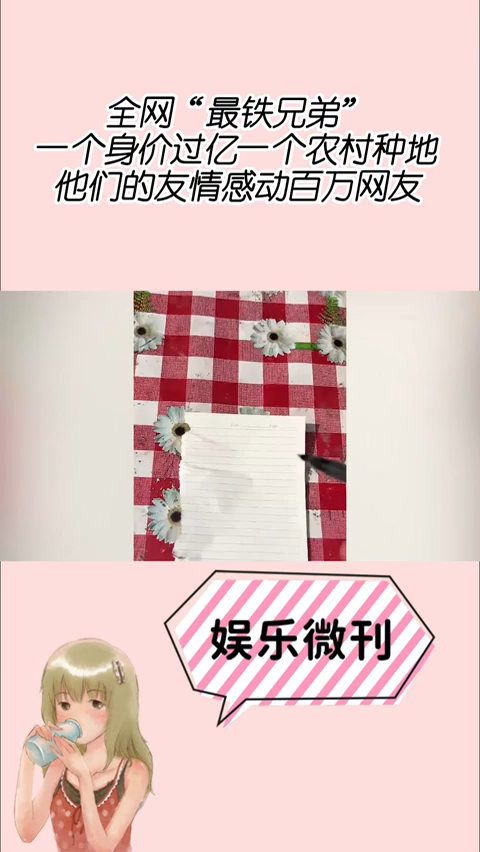 全网“最铁兄弟”
一个身价过亿一个农村种地
他们的友情感动百万网友
娱乐微刊